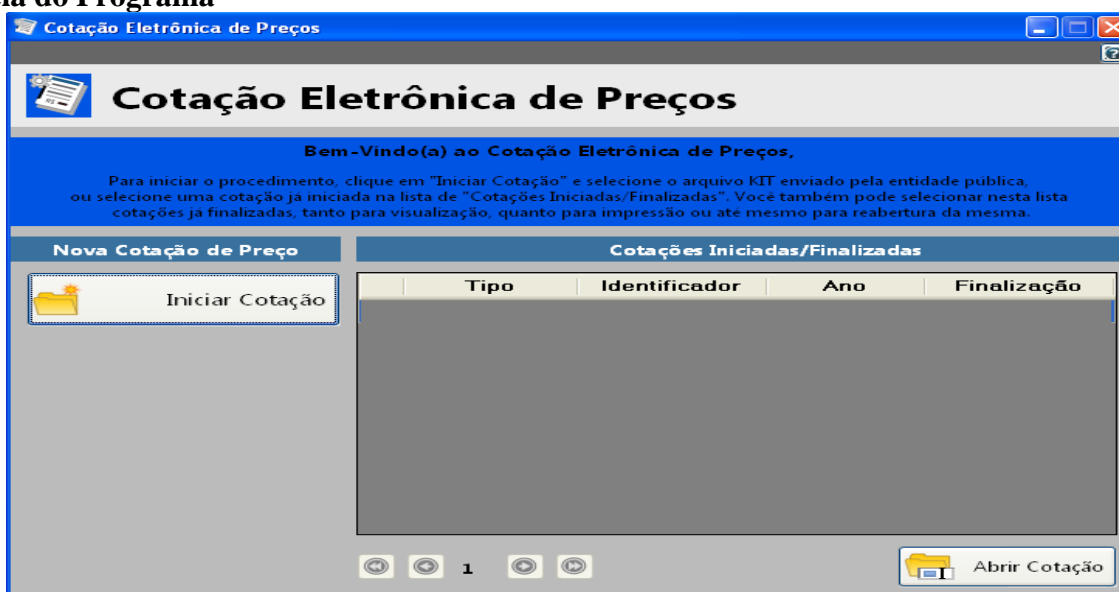 do Programa
Cotação Eletrônica de Preços
Cotação Eletrônica de Preços
Bem-Vindo(a) ao Cotação Eletrônica de Preços,
Para iniciar o procedimento, clique em "Iniciar Cotação" e selecione o arquivo KIT enviado pela entidade pública,
ou selecione uma cotação já iniciada na lista de "Cotações Iniciadas/Finalizadas". Você também pode selecionar nesta lista
cotações já finalizadas, tanto para visualização, quanto para impressão ou até mesmo para reabertura da mesma.
Nova Cotação de Preço
Cotações Iniciadas/Finalizadas
Iniciar Cotação
Tipo Identificador Ano Finalização
1
Abrir Cotação